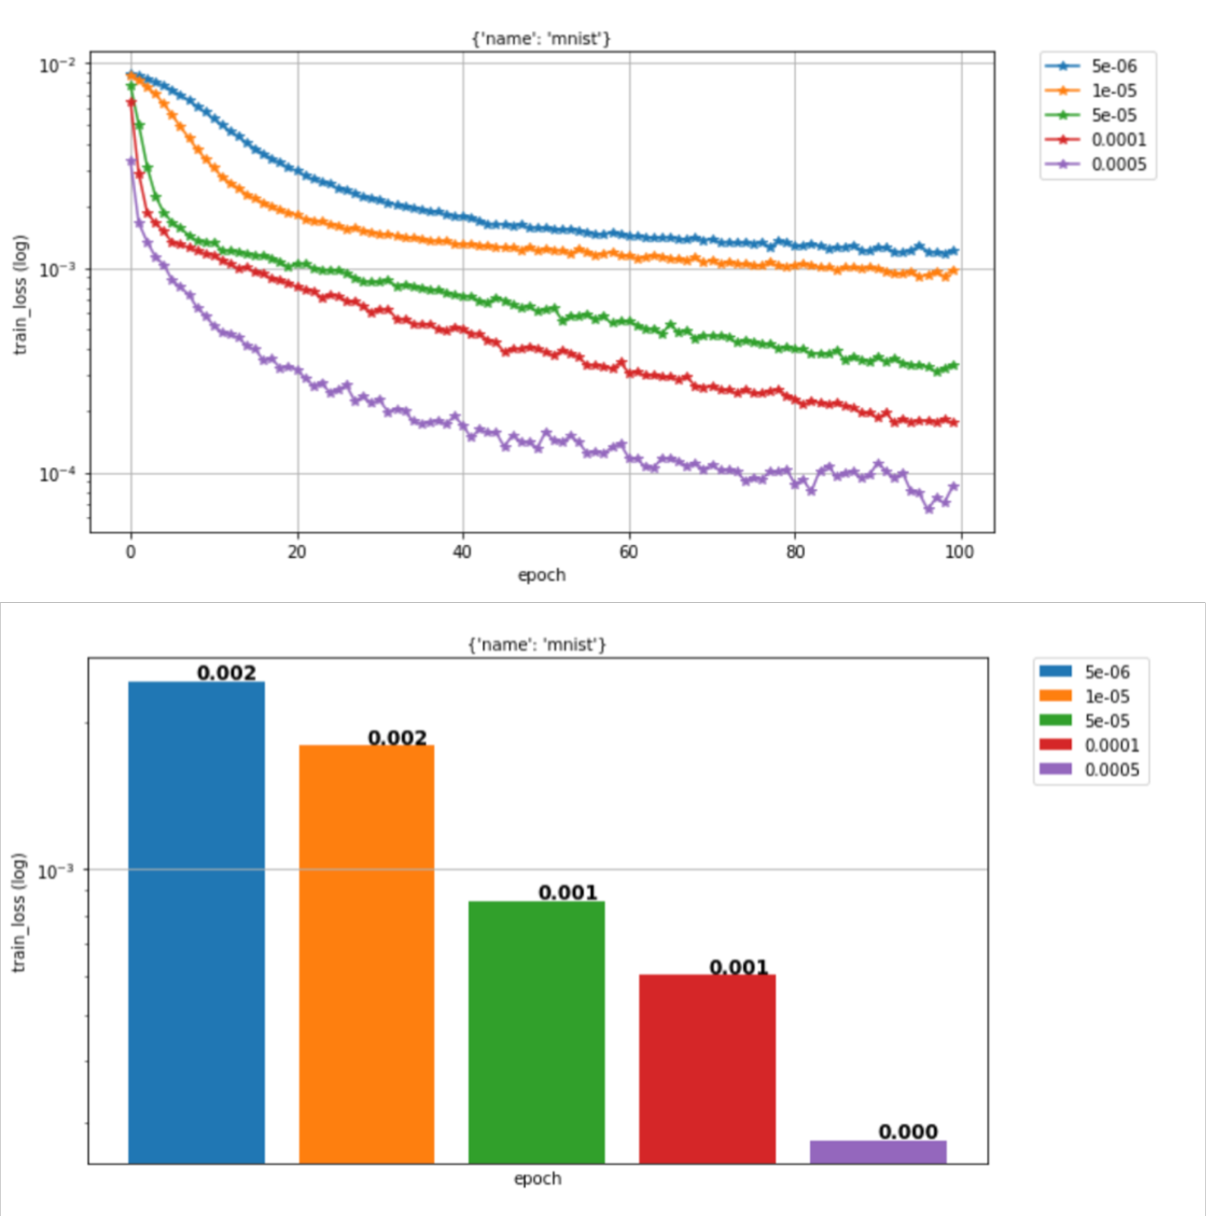 {'name': 'mnist'}
10⁻²
10⁻³
10⁻⁴
train_loss (log)
0 20 40 60 80 100
epoch
5e-06
1e-05
5e-05
0.0001
0.0005
{'name': 'mnist'}
0.002
0.002
0.001
0.001
0.000
10⁻³
train_loss (log)
epoch
5e-06
1e-05
5e-05
0.0001
0.0005